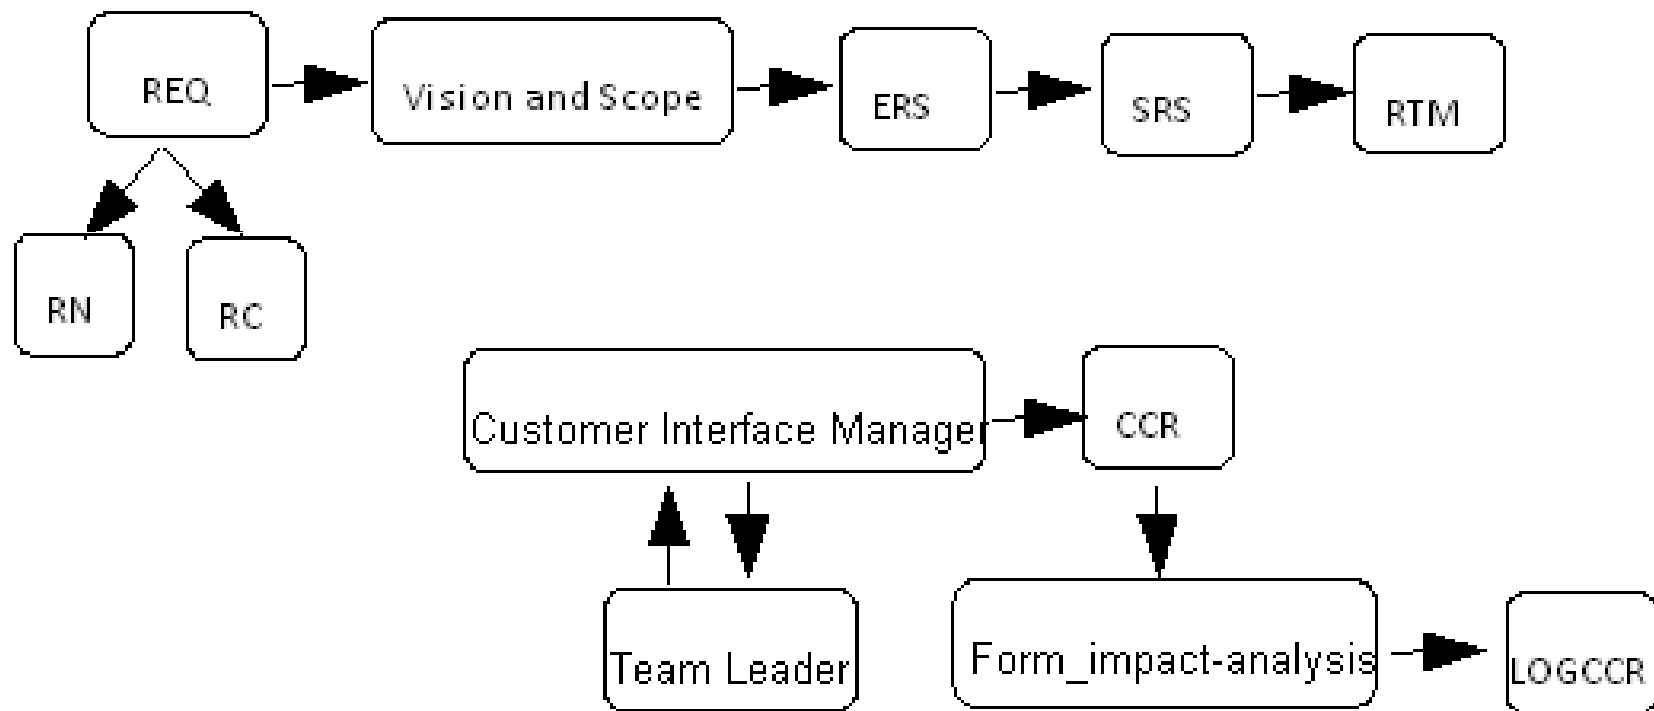 REQ
Vision and Scope
ERS
SRS
RTM
RN
RC
Customer Interface Manager
CCR
Team Leader
Form_impact-analysis
LOGCCR